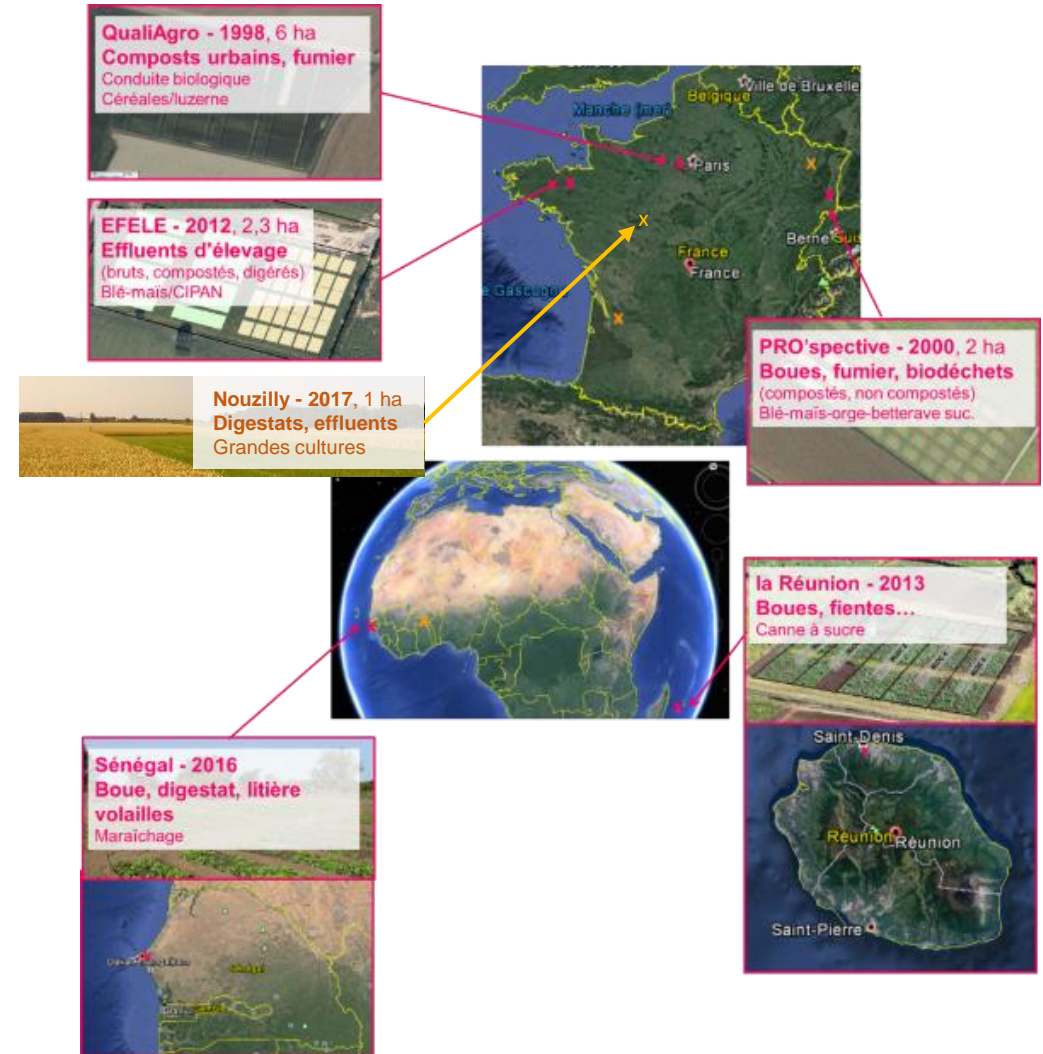 QualiAgro - 1998, 6 ha
Composts urbains, fumier
Conduite biologique
Céréales/luzerne
EFELE - 2012, 2,3 ha
Effluents d'élevage
(bruts, compostés, digérés)
Blé-maïs/CIPAN
Nouzilly - 2017, 1 ha
Digestats, effluents
Grandes cultures
Manche (mer)
Belgique
Ville de Bruxelle
Paris
X
Berne
Suis
France
France
e Gascogne
PRO'spective - 2000, 2 ha
Boues, fumier, biodéchets
(compostés, non compostés)
Blé-maïs-orge-betterave suc.
la Réunion - 2013
Boues, fientes…
Canne à sucre
Saint-Denis
Réunion
Réunion
Saint-Pierre
Sénégal - 2016
Boue, digestat, litière
volailles
Maraîchage
Sénégal